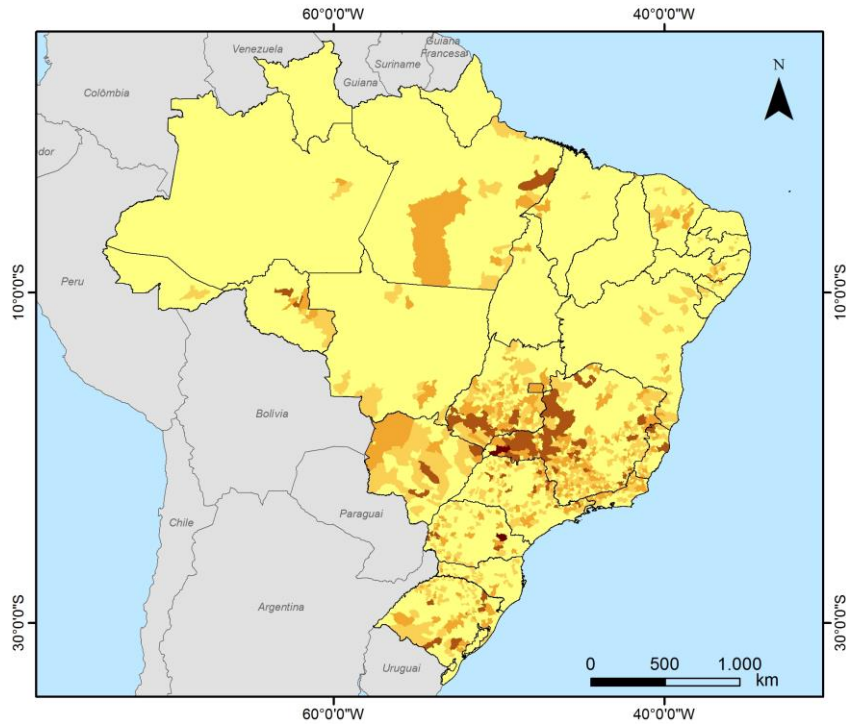 60°0'0"W 40°0'0"W
Venezuela
Guiana
Francesa
Suriname
Guiana
Colômbia
N
dor
Peru
10°0'0"S 10°0'0"S
Bolívia
Paraguai
Chile
Argentina
30°0'0"S 30°0'0"S
Uruguai
0 500 1.000
km
60°0'0"W 40°0'0"W